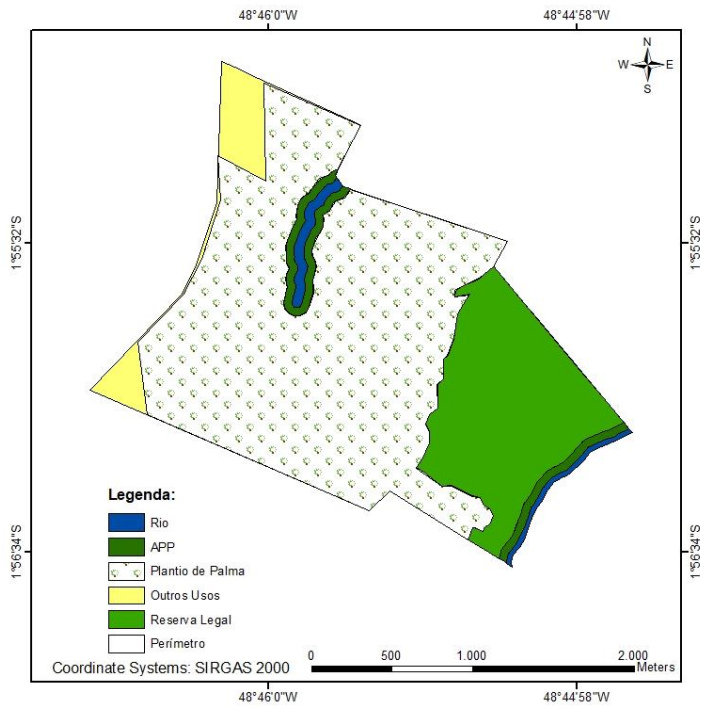 48°46'0"W 48°44'58"W
N
W E
S
1°55'32"S 1°55'32"S
1°56'34"S 1°56'34"S
Legenda:
Rio
APP
Plantio de Palma
Outros Usos
Reserva Legal
Perímetro
0 500 1.000 2.000
Meters
Coordinate Systems: SIRGAS 2000
48°46'0"W 48°44'58"W